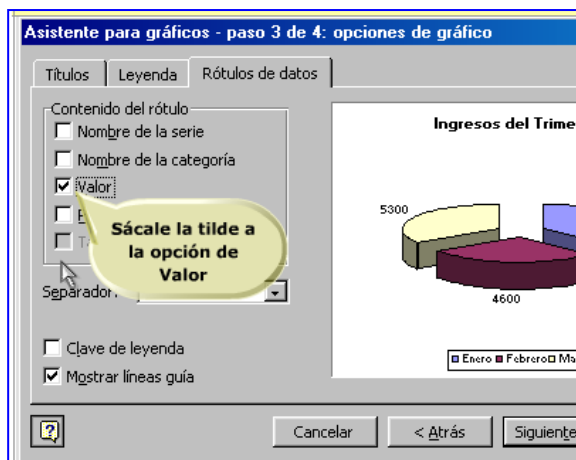 Asistente para gráficos - paso 3 de 4: opciones de gráfico
Títulos
Leyenda
Rótulos de datos
Contenido del rótulo
Nombre de la serie
Nombre de la categoría
Valor
Sácale la tilde a
la opción de
Valor
Separador:
Clave de leyenda
Mostrar líneas guía
Ingresos del Trime
5300
4600
Enero Febrero Ma
?
Cancelar
< Atrás
Siguiente